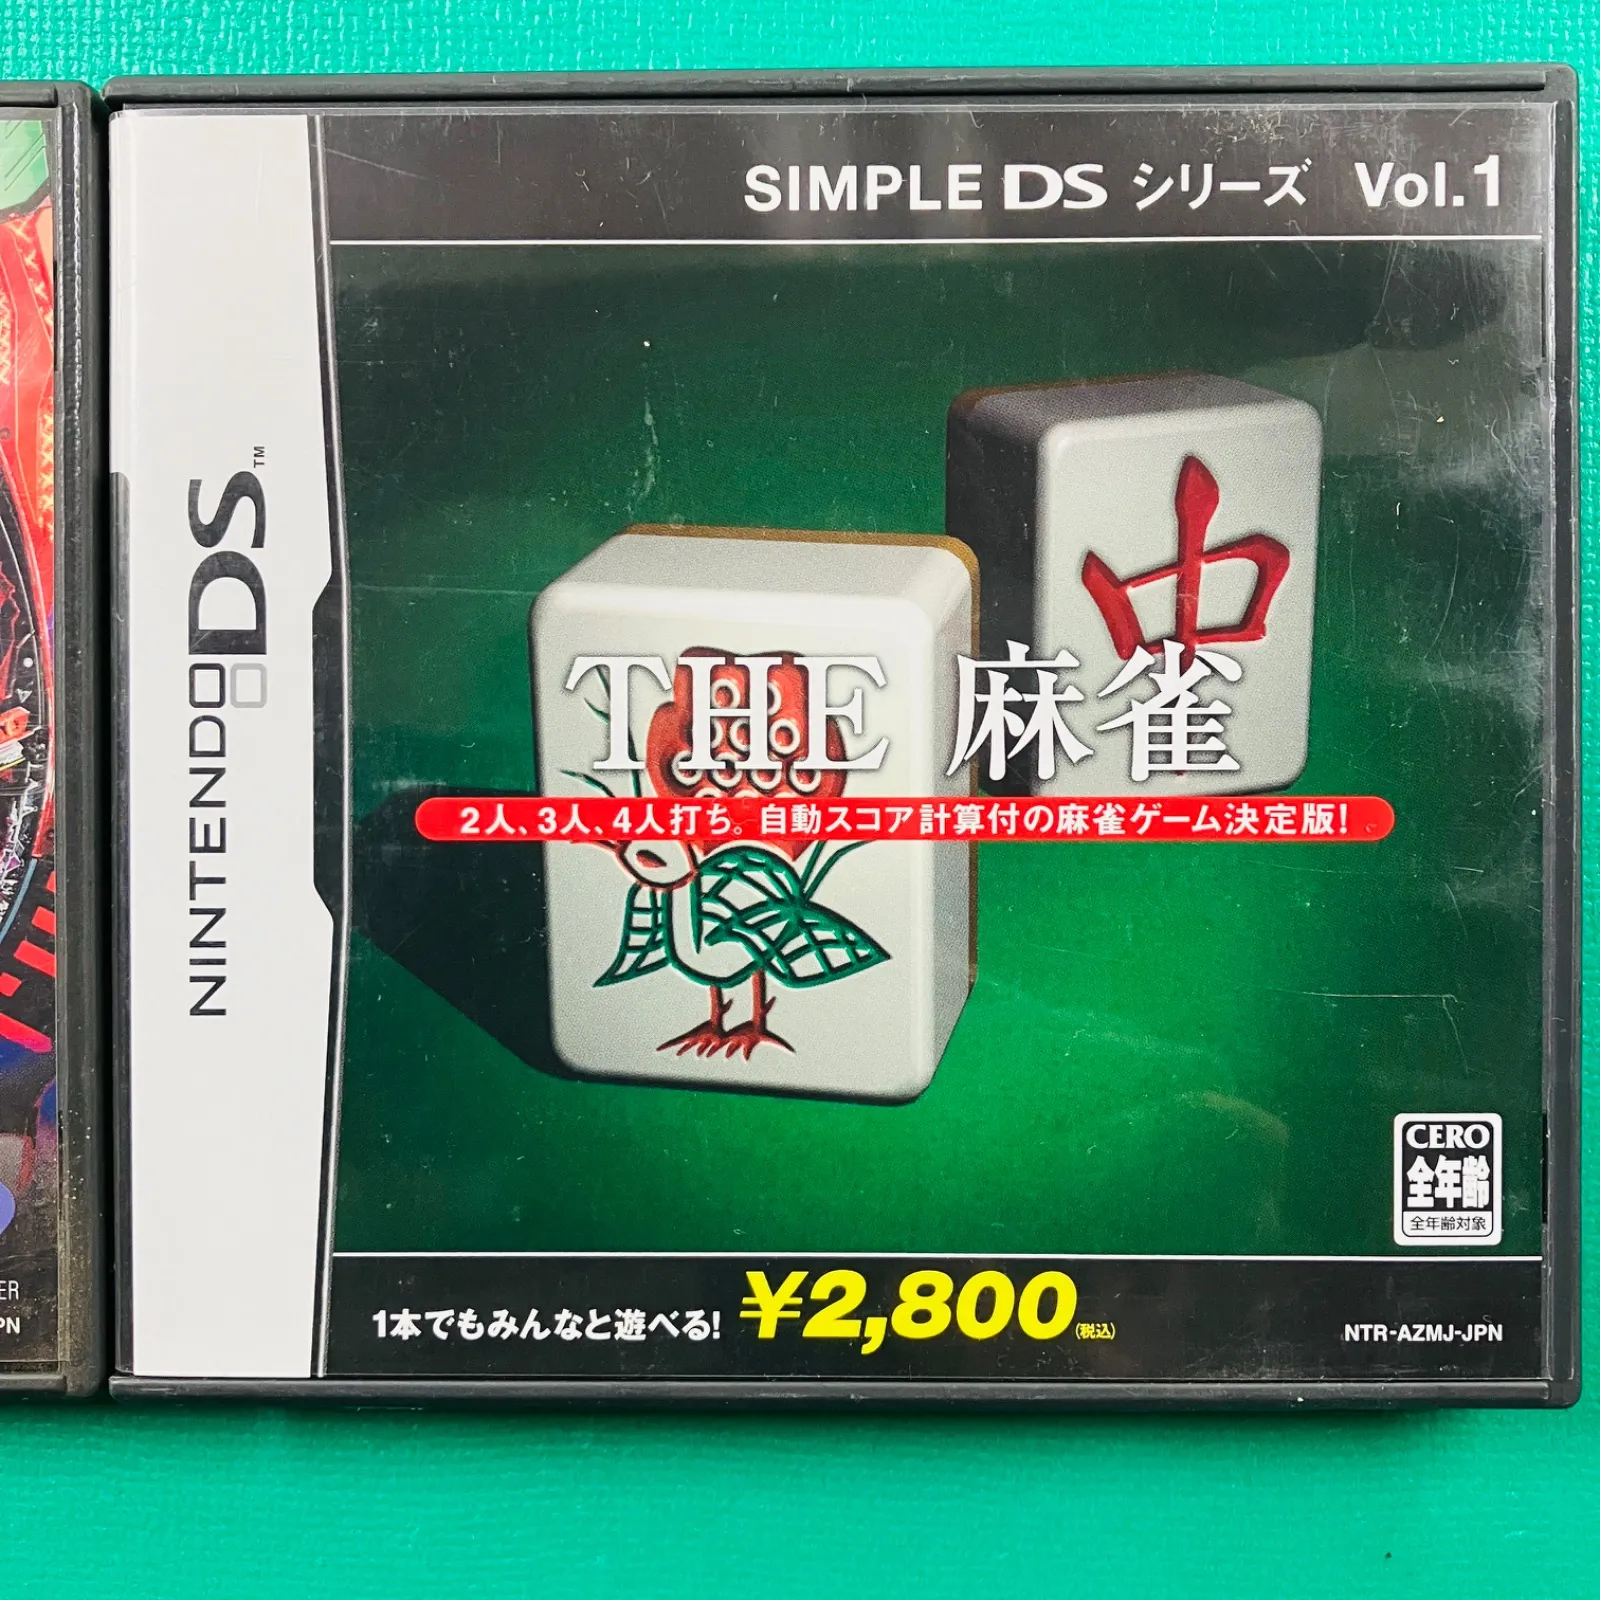 SIMPLE DS シリーズ Vol.1
NINTENDO DS™
中
THE 麻雀
2人、3人、4人打ち。自動スコア計算付の麻雀ゲーム決定版!
CERO
全年齢
全年齢対象
1本でもみんなと遊べる! ¥2,800(税込)
NTR-AZMJ-JPN
ER
PN